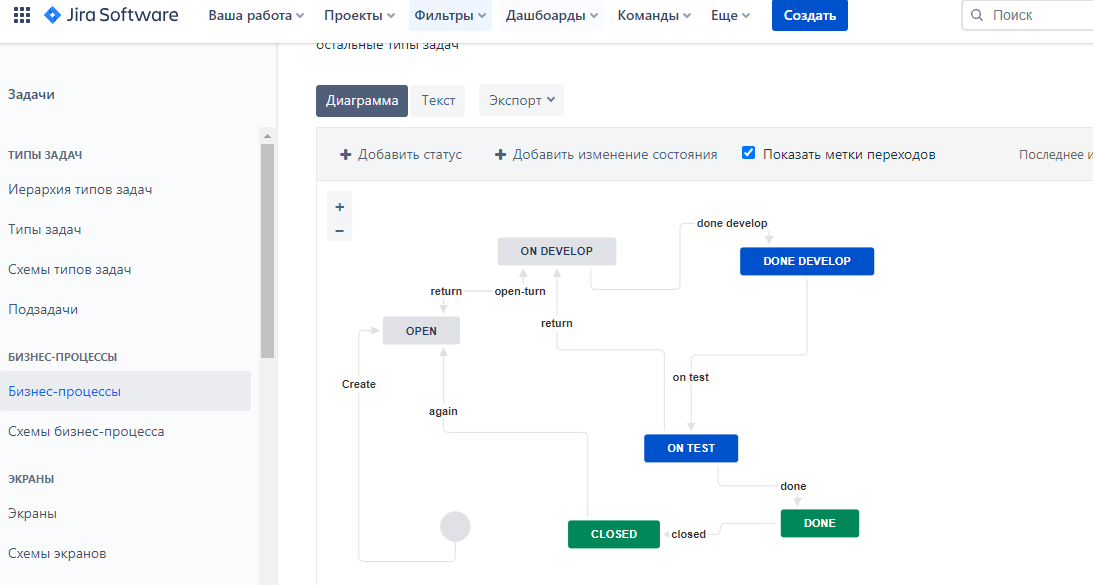 Jira Software
Ваша работа
Проекты
Фильтры
Дашбоарды
Команды
Еще
Создать
Поиск
остальные типы задач
Задачи
ТИПЫ ЗАДАЧ
Иерархия типов задач
Типы задач
Схемы типов задач
Подзадачи
БИЗНЕС-ПРОЦЕССЫ
Бизнес-процессы
Схемы бизнес-процесса
ЭКРАНЫ
Экраны
Схемы экранов
Диаграмма
Текст
Экспорт
+ Добавить статус
+ Добавить изменение состояния
Показать метки переходов
Последнее и
+
−
done develop
ON DEVELOP
DONE DEVELOP
return
open-turn
return
OPEN
on test
Create
again
ON TEST
done
DONE
CLOSED
closed